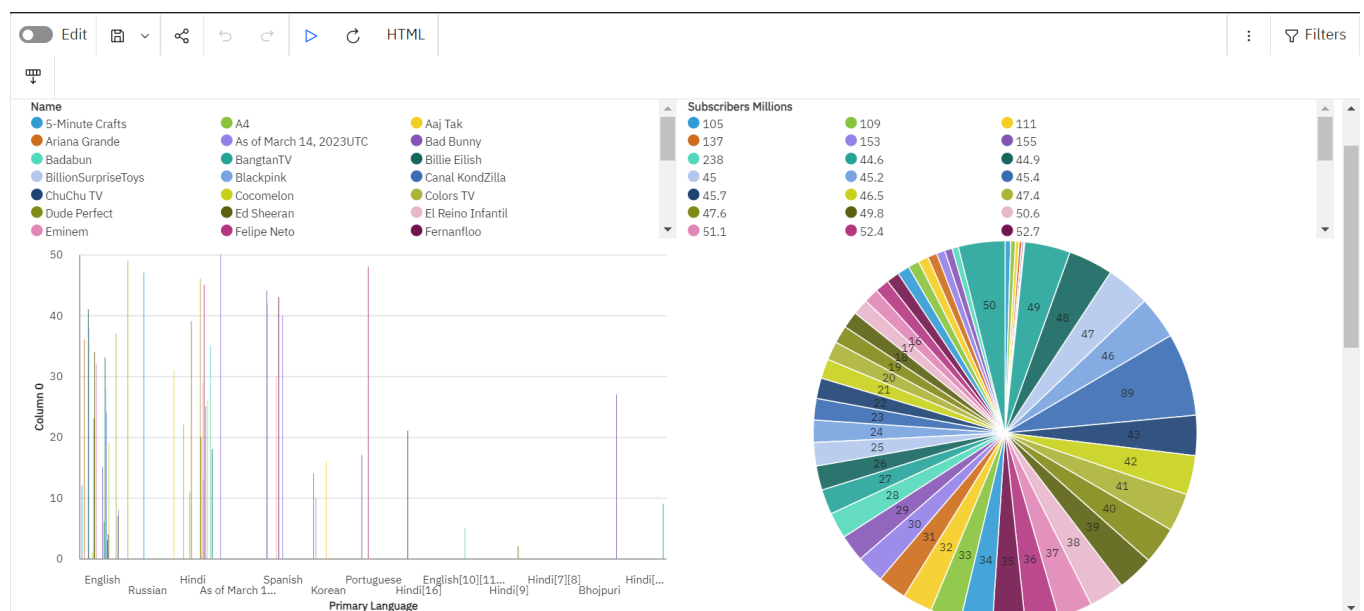 Edit HTML Filters
Name
5-Minute Crafts A4 Aaj Tak
Ariana Grande As of March 14, 2023UTC Bad Bunny
Badabun BangtanTV Billie Eilish
BillionSurpriseToys Blackpink Canal KondZilla
ChuChu TV Cocomelon Colors TV
Dude Perfect Ed Sheeran El Reino Infantil
Eminem Felipe Neto Fernanfloo
50
40
30
20
10
0
Column 0
English Hindi Spanish Portuguese English[10][11... Hindi[7][8] Hindi[...
Russian As of March 1... Korean Hindi[16] Hindi[9] Bhojpuri
Primary Language
Subscribers Millions
105 109 111
137 153 155
238 44.6 44.9
45 45.2 45.4
45.7 46.5 47.4
47.6 49.8 50.6
51.1 52.4 52.7
50
49
48
47
46
89
43
42
41
40
39
38
37
36
35
34
33
32
31
30
29
28
27
26
25
24
23
22
21
20
19
18
17
16